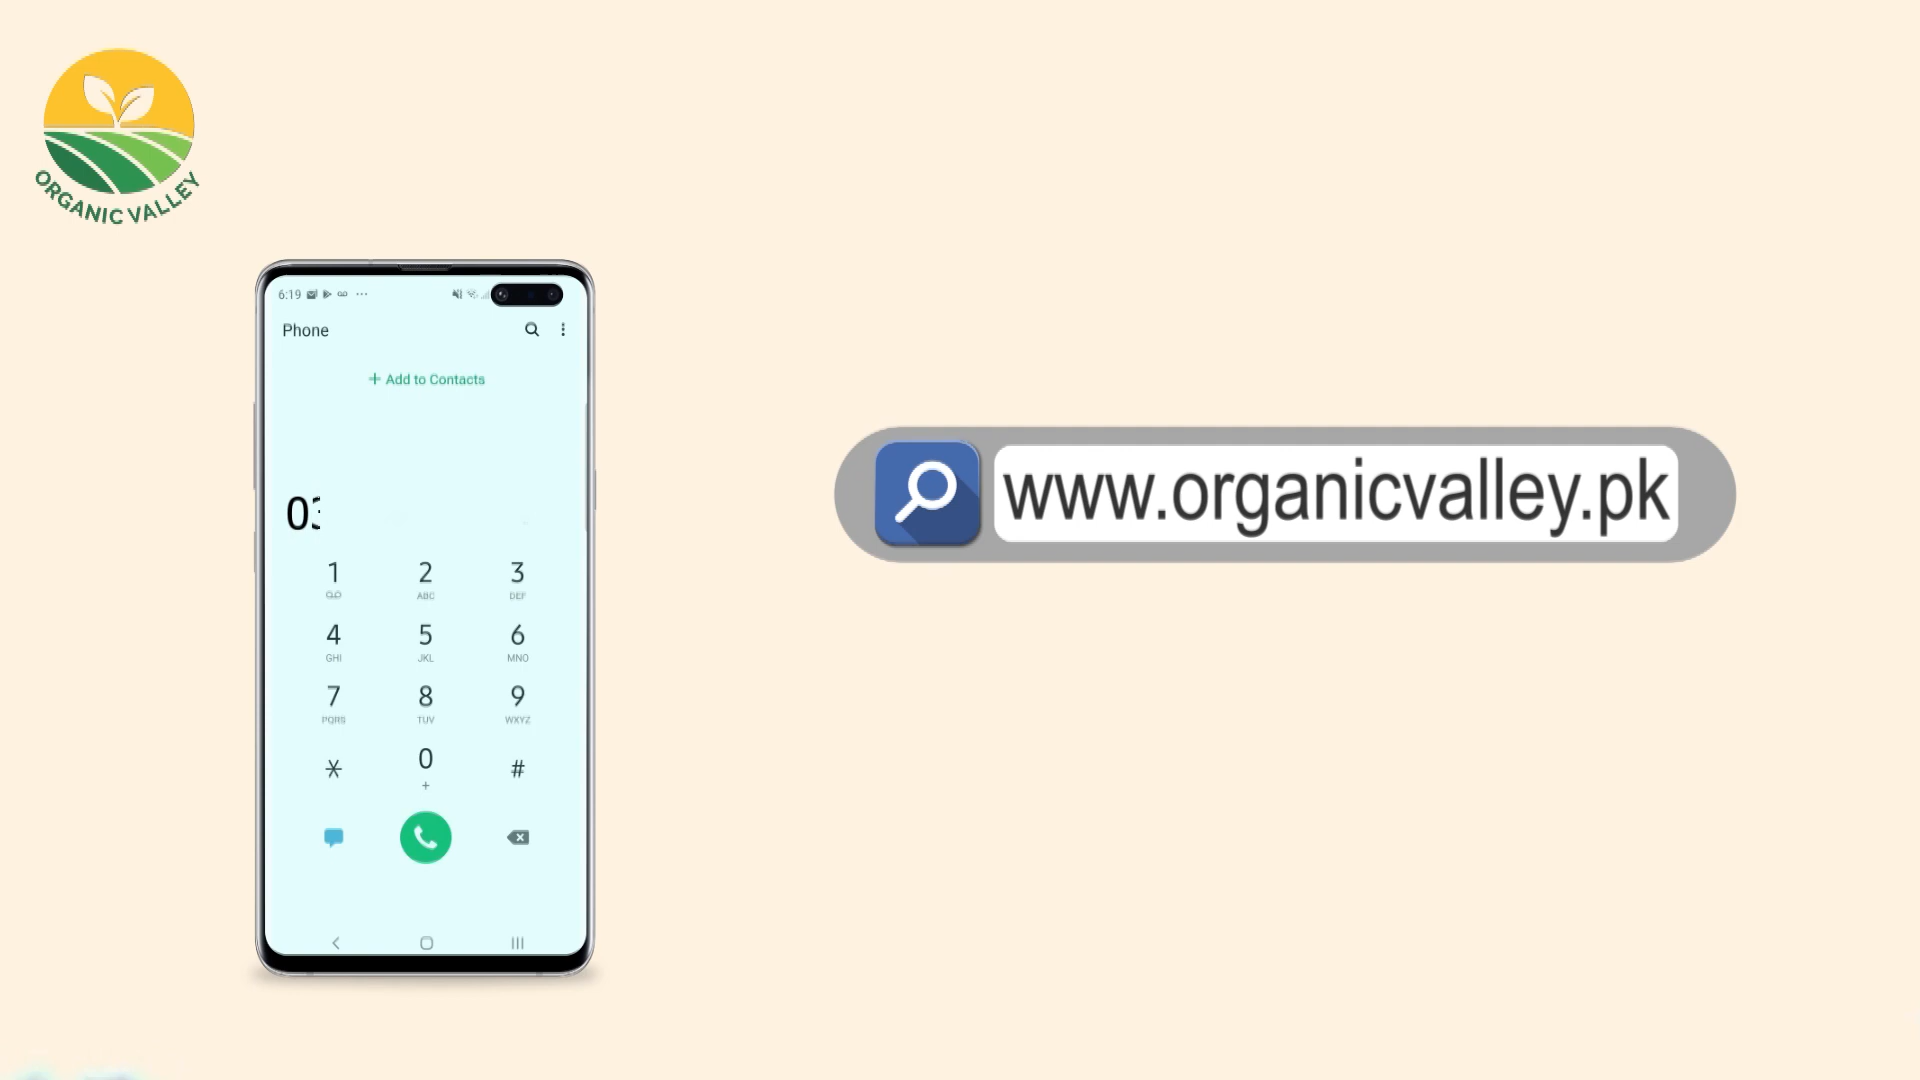 ORGANIC VALLEY
6:19
Phone
+ Add to Contacts
03
1 2 3
ABC DEF
4 5 6
GHI JKL MNO
7 8 9
PQRS TUV WXYZ
* 0 #
+
www.organicvalley.pk